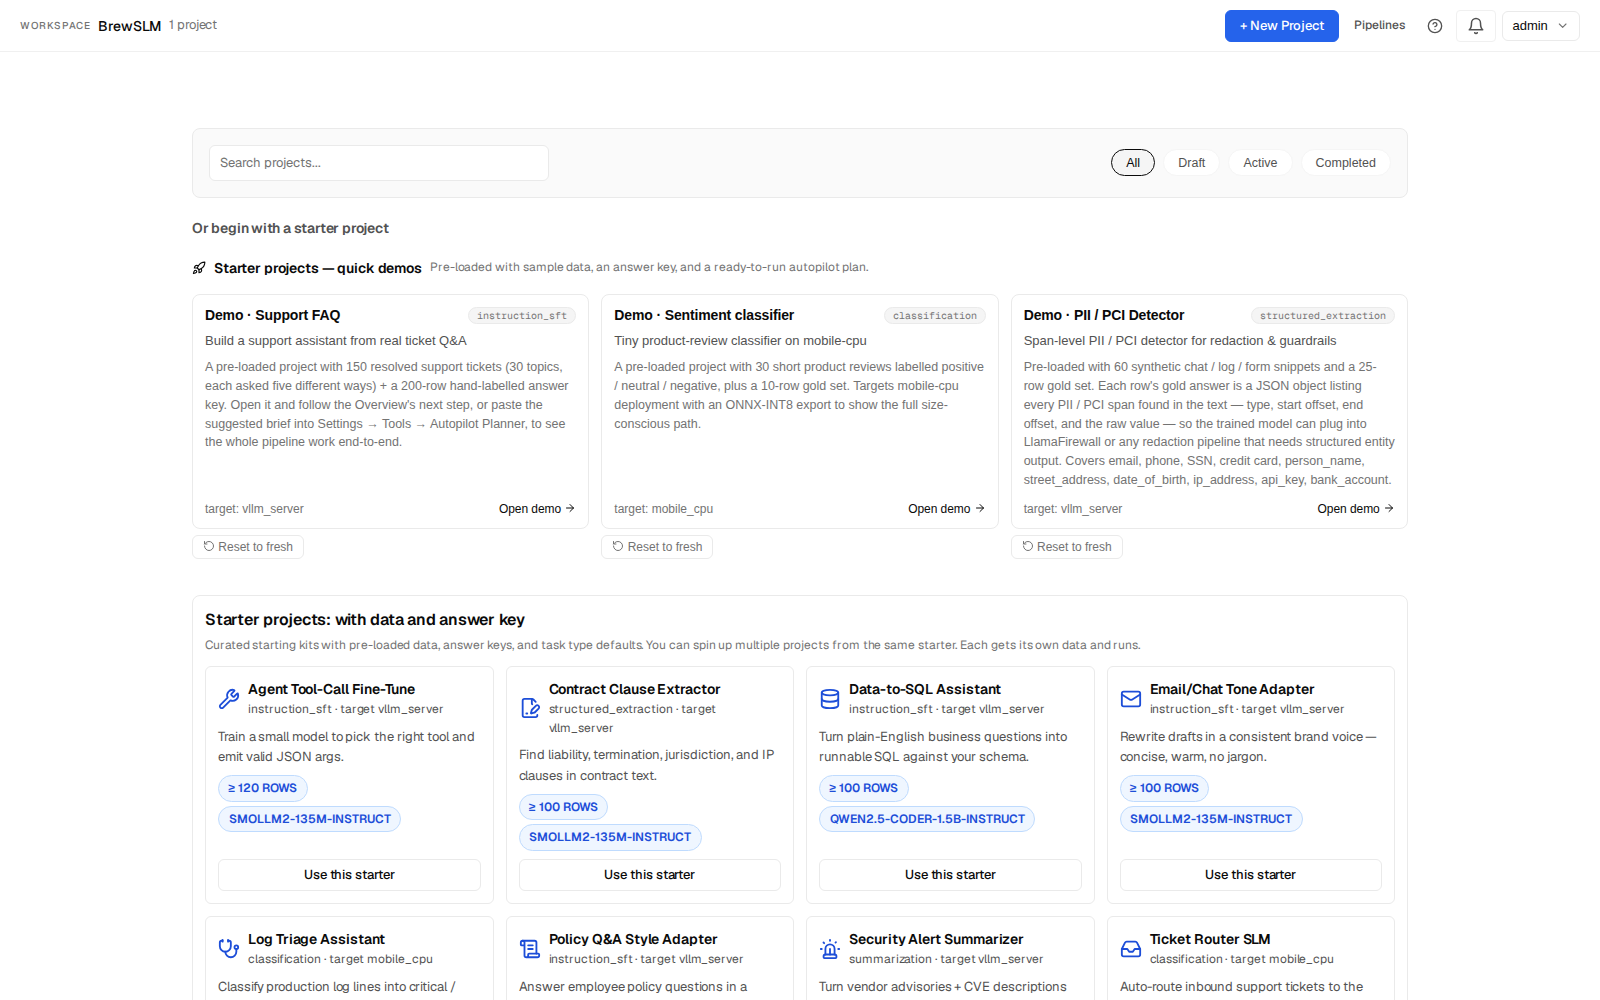 WORKSPACE BrewSLM 1 project
+ New Project Pipelines admin
Search projects...
All Draft Active Completed
Or begin with a starter project
Starter projects — quick demos Pre-loaded with sample data, an answer key, and a ready-to-run autopilot plan.
Demo · Support FAQ instruction_sft
Build a support assistant from real ticket Q&A
A pre-loaded project with 150 resolved support tickets (30 topics,
each asked five different ways) + a 200-row hand-labelled answer
key. Open it and follow the Overview's next step, or paste the
suggested brief into Settings → Tools → Autopilot Planner, to see
the whole pipeline work end-to-end.
target: vllm_server Open demo →
Reset to fresh
Demo · Sentiment classifier classification
Tiny product-review classifier on mobile-cpu
A pre-loaded project with 30 short product reviews labelled positive
/ neutral / negative, plus a 10-row gold set. Targets mobile-cpu
deployment with an ONNX-INT8 export to show the full size-
conscious path.
target: mobile_cpu Open demo →
Reset to fresh
Demo · PII / PCI Detector structured_extraction
Span-level PII / PCI detector for redaction & guardrails
Pre-loaded with 60 synthetic chat / log / form snippets and a 25-
row gold set. Each row's gold answer is a JSON object listing
every PII / PCI span found in the text — type, start offset, end
offset, and the raw value — so the trained model can plug into
LlamaFirewall or any redaction pipeline that needs structured entity
output. Covers email, phone, SSN, credit card, person_name,
street_address, date_of_birth, ip_address, api_key, bank_account.
target: vllm_server Open demo →
Reset to fresh
Starter projects: with data and answer key
Curated starting kits with pre-loaded data, answer keys, and task type defaults. You can spin up multiple projects from the same starter. Each gets its own data and runs.
Agent Tool-Call Fine-Tune
instruction_sft · target vllm_server
Train a small model to pick the right tool and
emit valid JSON args.
≥ 120 ROWS
SMOLLM2-135M-INSTRUCT
Use this starter
Contract Clause Extractor
structured_extraction · target
vllm_server
Find liability, termination, jurisdiction, and IP
clauses in contract text.
≥ 100 ROWS
SMOLLM2-135M-INSTRUCT
Use this starter
Data-to-SQL Assistant
instruction_sft · target vllm_server
Turn plain-English business questions into
runnable SQL against your schema.
≥ 100 ROWS
QWEN2.5-CODER-1.5B-INSTRUCT
Use this starter
Email/Chat Tone Adapter
instruction_sft · target vllm_server
Rewrite drafts in a consistent brand voice —
concise, warm, no jargon.
≥ 100 ROWS
SMOLLM2-135M-INSTRUCT
Use this starter
Log Triage Assistant
classification · target mobile_cpu
Classify production log lines into critical /
Policy Q&A Style Adapter
instruction_sft · target vllm_server
Answer employee policy questions in a
Security Alert Summarizer
summarization · target vllm_server
Turn vendor advisories + CVE descriptions
Ticket Router SLM
classification · target mobile_cpu
Auto-route inbound support tickets to the